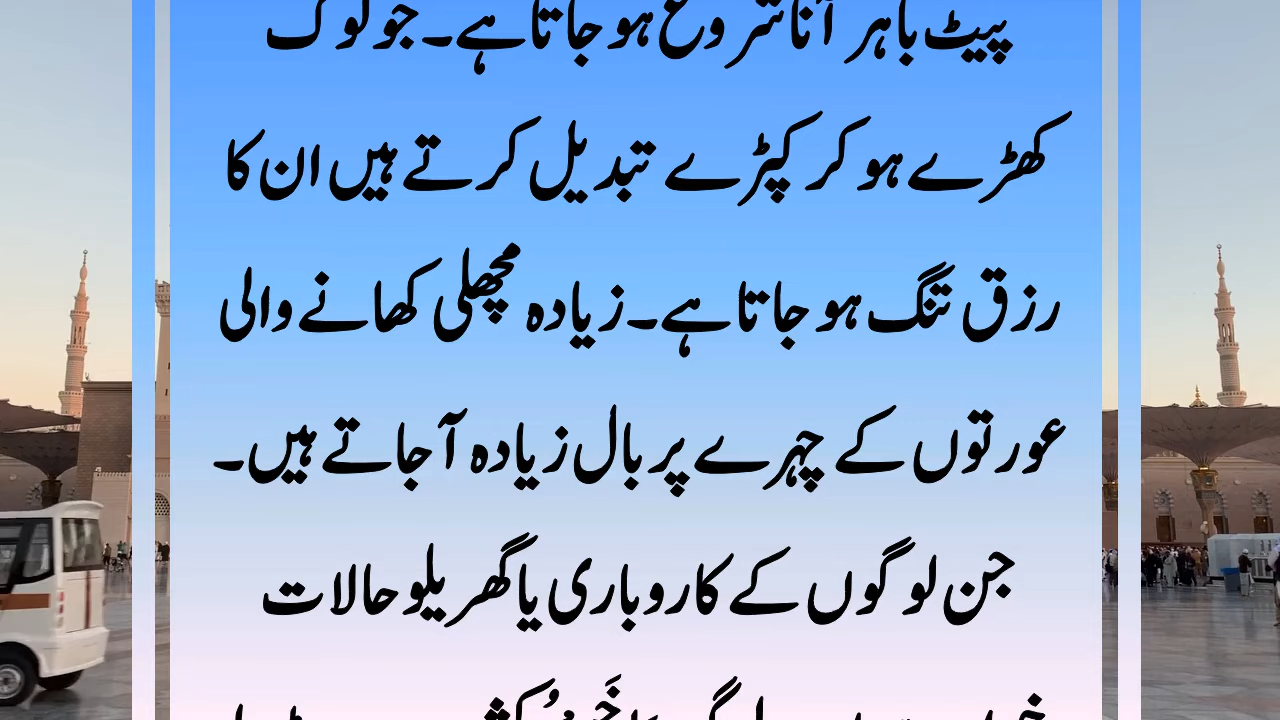 پیٹ باہر آنا شروع ہو جاتا ہے۔ جو لوگ
کھڑے ہو کر کپڑے تبدیل کرتے ہیں ان کا
رزق تنگ ہو جاتا ہے۔ زیادہ مچھلی کھانے والی
عورتوں کے چہرے پر بال زیادہ آ جاتے ہیں۔
جن لوگوں کے کاروباری یا گھریلو حالات